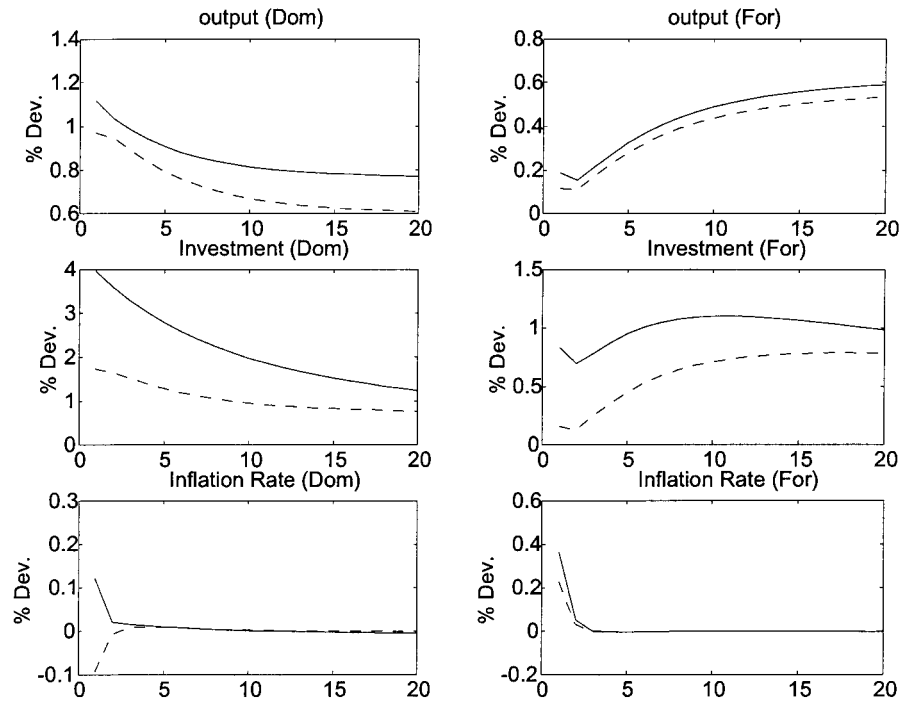 output (Dom)
1.4
1.2
1
0.8
0.6
% Dev.
0 5 10 15 20
output (For)
0.8
0.6
0.4
0.2
0
% Dev.
0 5 10 15 20
Investment (Dom)
4
3
2
1
0
% Dev.
0 5 10 15 20
Investment (For)
1.5
1
0.5
0
% Dev.
0 5 10 15 20
Inflation Rate (Dom)
0.3
0.2
0.1
0
-0.1
% Dev.
0 5 10 15 20
Inflation Rate (For)
0.6
0.4
0.2
0
-0.2
% Dev.
0 5 10 15 20